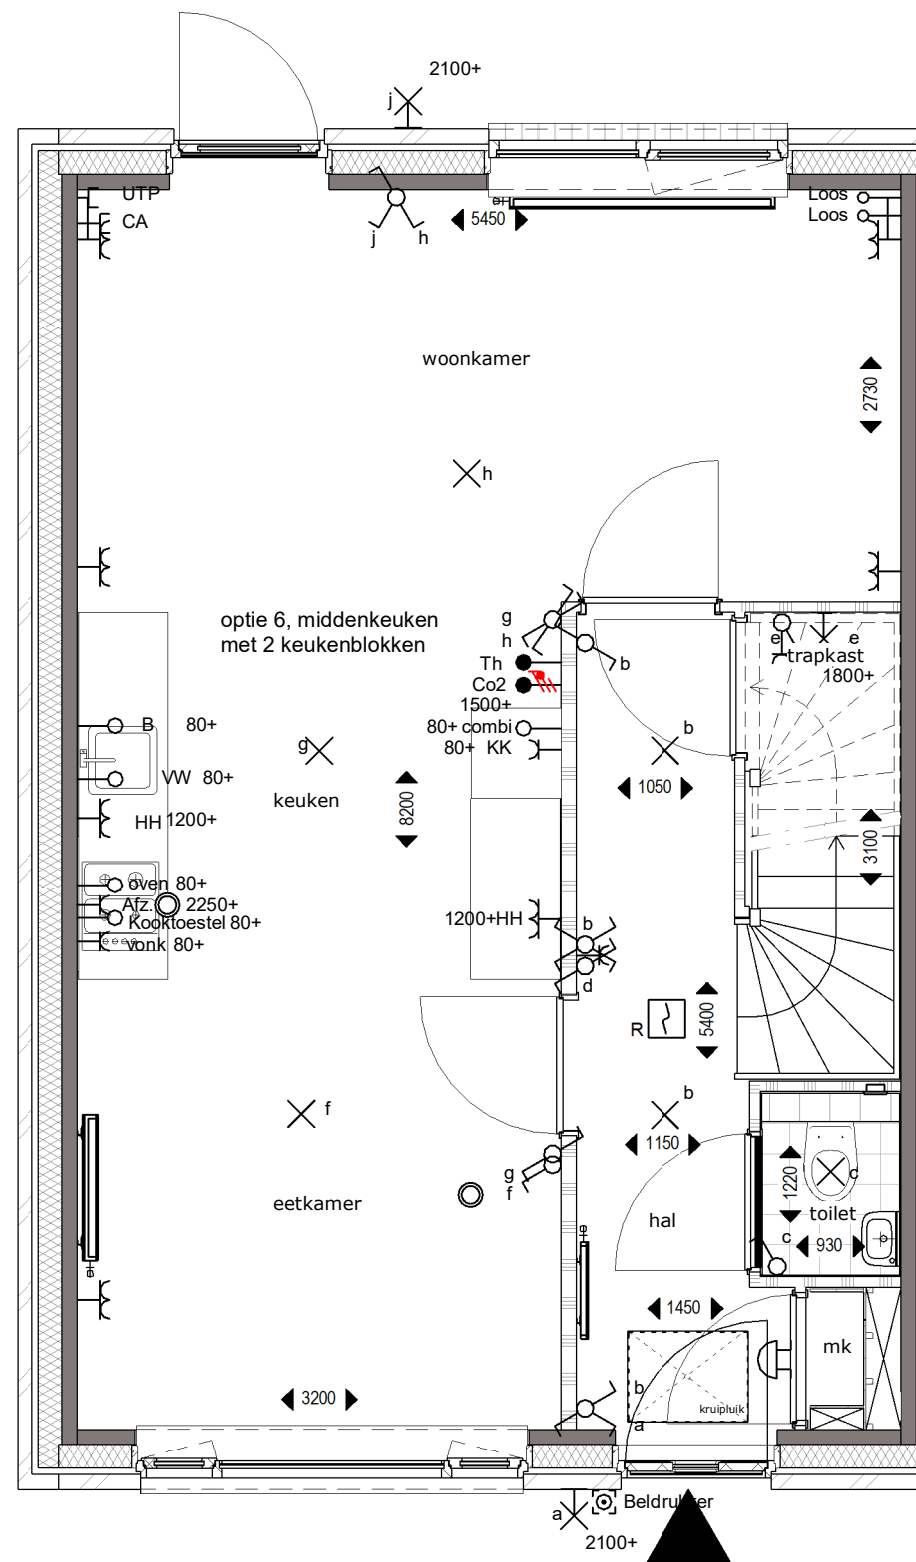 2100+
j
UTP
CA
Loos
Loos
j
h
5450
woonkamer
2730
h
optie 6, middenkeuken
met 2 keukenblokken
g
h
b
e
e
trapkast
1800+
Th
Co2
1500+
B 80+
80+ combi
80+ KK
g
b
VW 80+
keuken
8200
1050
HH 1200+
3100
oven 80+
Afz. 2250+
Kooktoestel 80+
vonk 80+
1200+HH
b
d
R
5400
f
b
1150
g
f
eetkamer
hal
1220
c
toilet
c
930
1450
mk
3200
b
a
kruipluik
a
Beldrukker
2100+